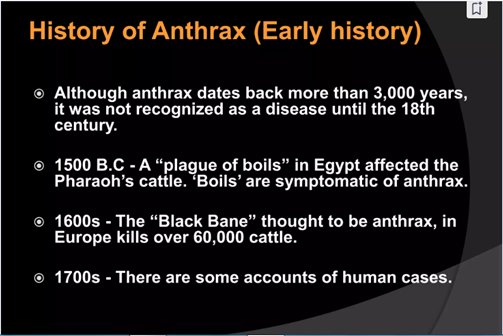 History of Anthrax (Early history)
Although anthrax dates back more than 3,000 years,
it was not recognized as a disease until the 18th
century.
1500 B.C - A “plague of boils” in Egypt affected the
Pharaoh’s cattle. ‘Boils’ are symptomatic of anthrax.
1600s - The “Black Bane” thought to be anthrax, in
Europe kills over 60,000 cattle.
1700s - There are some accounts of human cases.